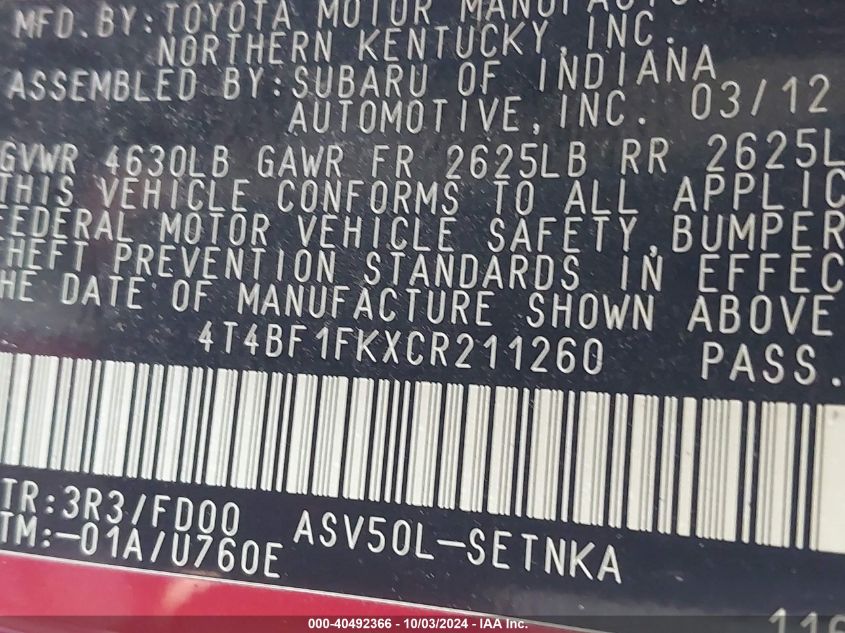 MFD.BY:TOYOTA MOTOR
NORTHERN KENTUCKY, INC.
ASSEMBLED BY:SUBARU OF INDIANA
AUTOMOTIVE, INC. 03/12
GVWR 4630LB GAWR FR 2625LB RR 2625L
THIS VEHICLE CONFORMS TO ALL APPLIC
FEDERAL MOTOR VEHICLE SAFETY, BUMPER
THEFT PREVENTION STANDARDS IN EFFEC
HE DATE OF MANUFACTURE SHOWN ABOVE
4T4BF1FKXCR211260 PASS.
TR:3R3/FD00 ASV50L-SETNKA
TM:-01A/U760E
000-40492366 - 10/03/2024 - IAA, Inc.